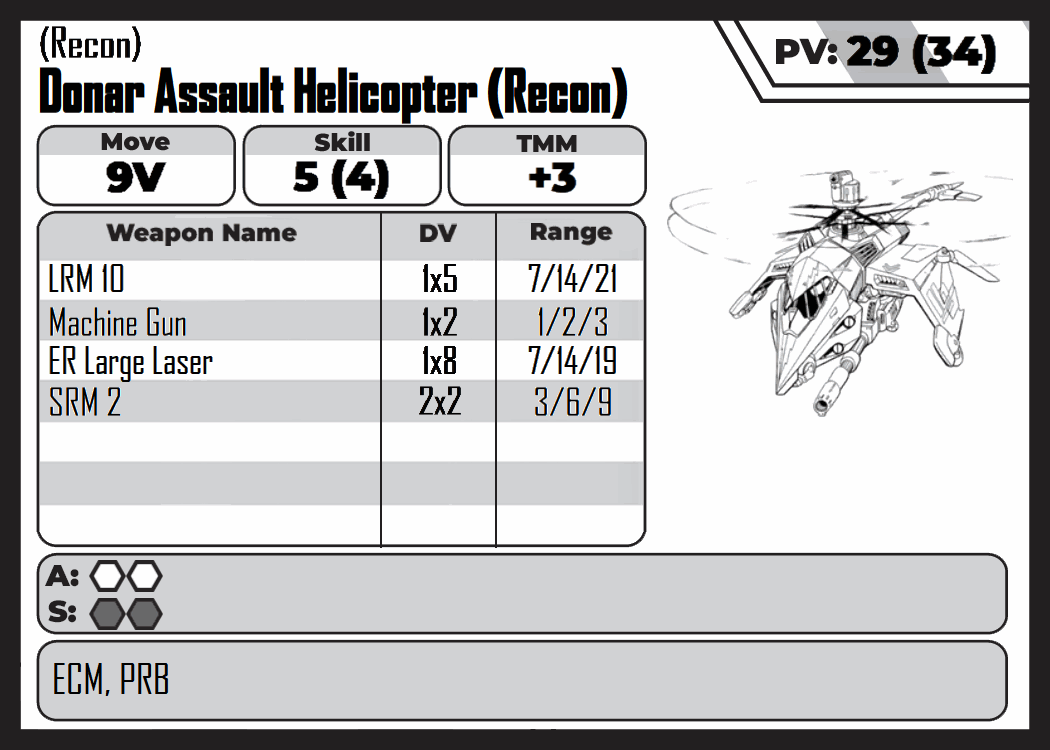 (Recon)
Donar Assault Helicopter (Recon)
PV: 29 (34)
Move Skill TMM
9V 5 (4) +3
Weapon Name DV Range
LRM 10 1x5 7/14/21
Machine Gun 1x2 1/2/3
ER Large Laser 1x8 7/14/19
SRM 2 2x2 3/6/9
A:
S:
ECM, PRB